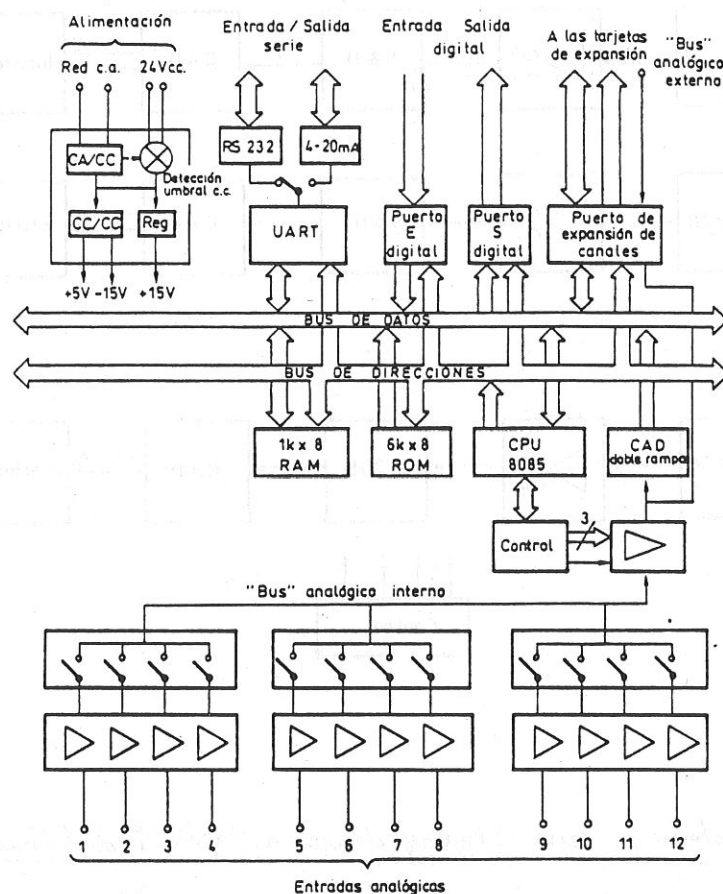 Alimentación
Red c.a. 24Vcc.
CA/CC
Detección
umbral c.c.
CC/CC
Reg
+5V -15V +15V
Entrada / Salida
serie
RS 232
4-20mA
UART
Entrada Salida
digital
Puerto
E
digital
Puerto
S
digital
A las tarjetas
de expansión
"Bus"
analógico
externo
Puerto de
expansión de
canales
BUS DE DATOS
BUS DE DIRECCIONES
1k x 8
RAM
6k x 8
ROM
CPU
8085
CAD
doble rampa
Control
3
"Bus" analógico interno
1 2 3 4 5 6 7 8 9 10 11 12
Entradas analógicas